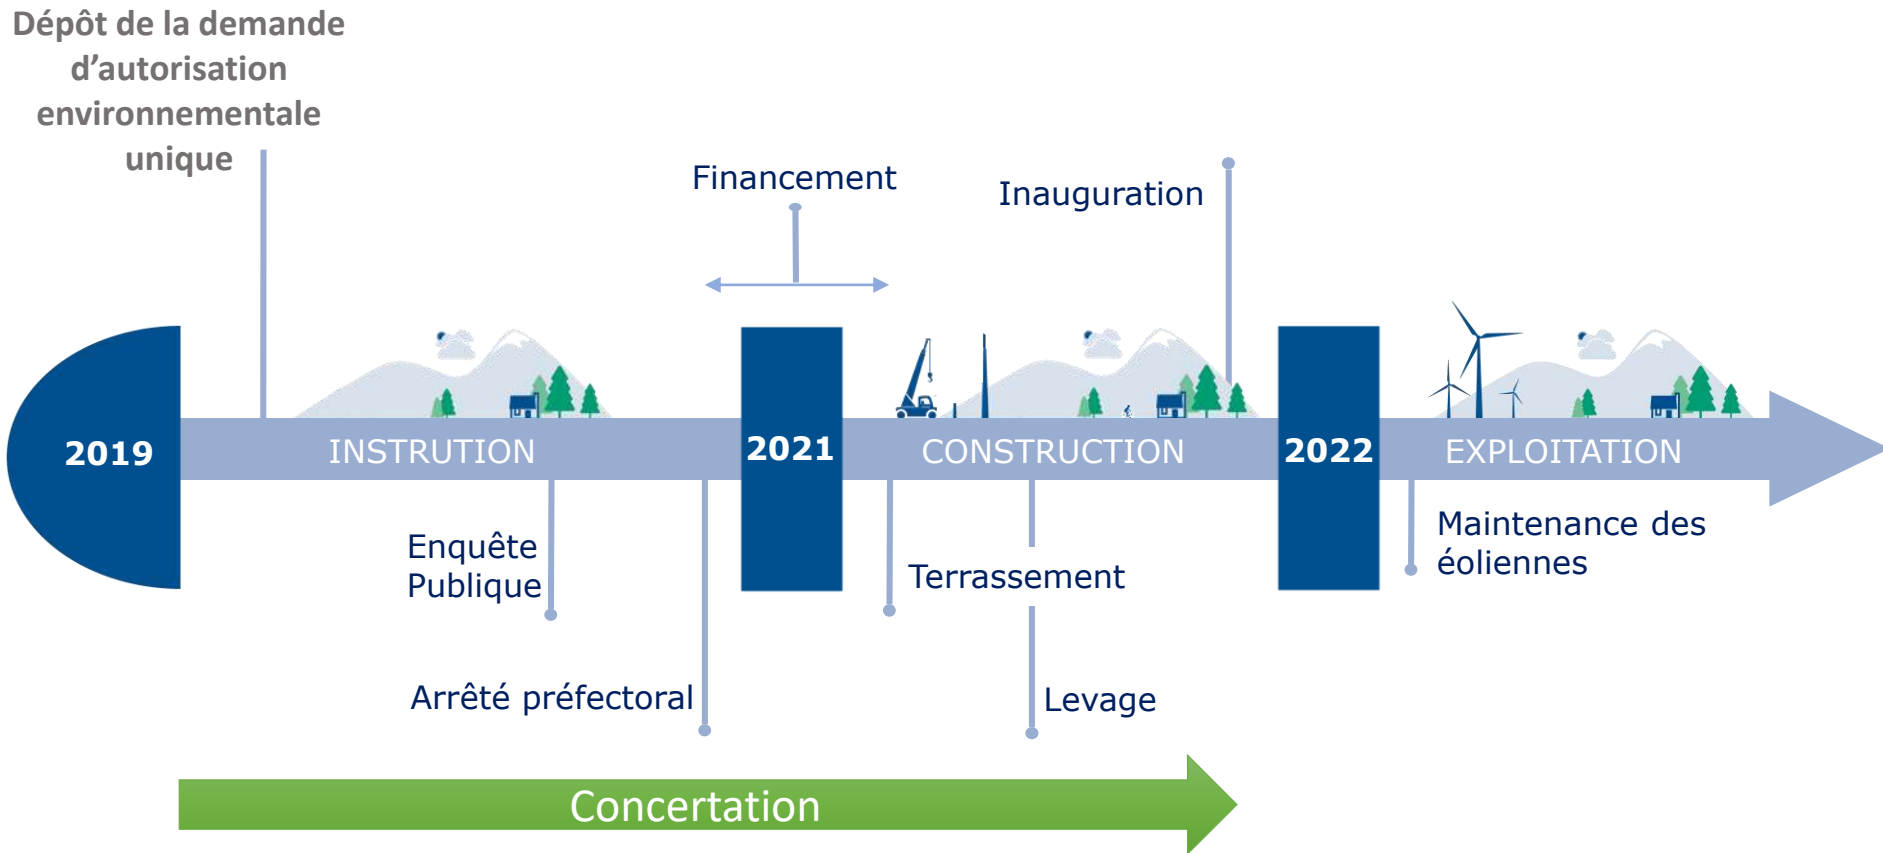 Dépôt de la demande
d’autorisation
environnementale
unique
Financement
Inauguration
2019
INSTRUTION
2021
CONSTRUCTION
2022
EXPLOITATION
Enquête
Publique
Terrassement
Maintenance des
éoliennes
Arrêté préfectoral
Levage
Concertation